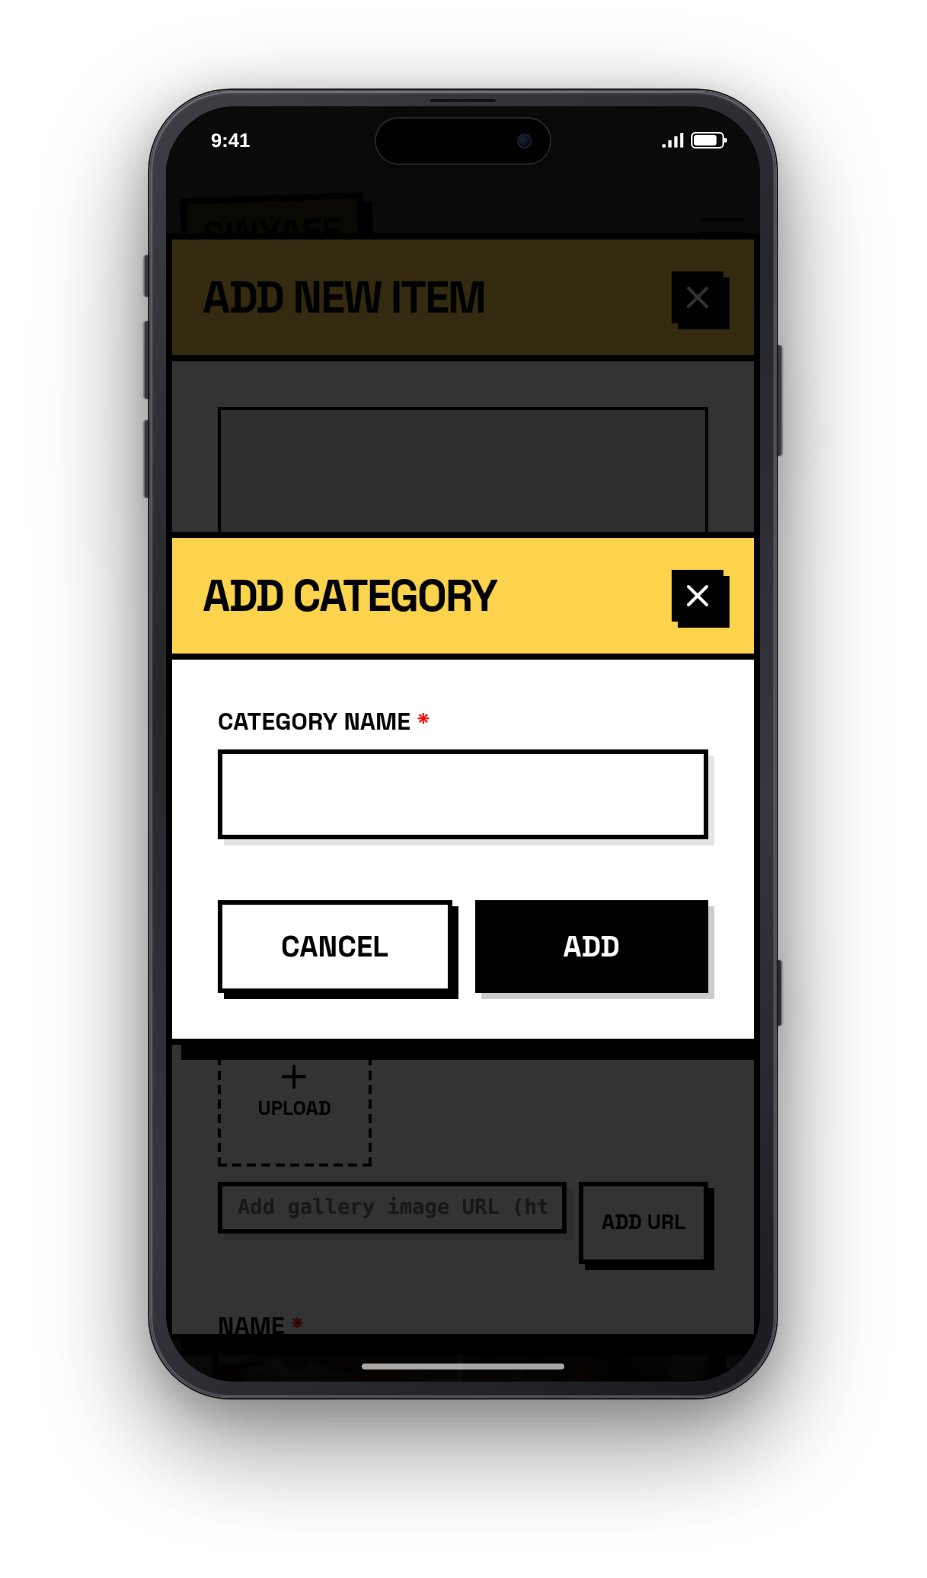 9:41
ADD NEW ITEM
ADD CATEGORY
CATEGORY NAME *
CANCEL
ADD
UPLOAD
Add gallery image URL (ht
ADD URL
NAME *